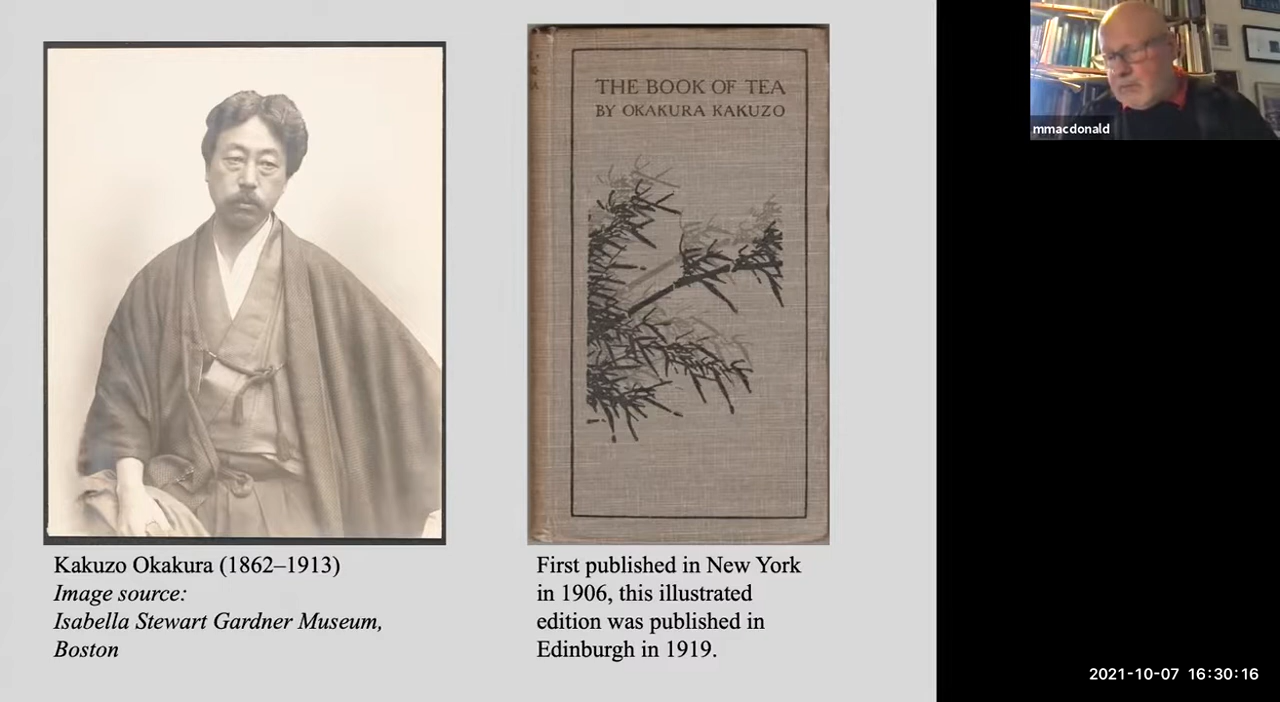 THE BOOK OF TEA
BY OKAKURA KAKUZO
Kakuzo Okakura (1862–1913)
Image source:
Isabella Stewart Gardner Museum,
Boston
First published in New York
in 1906, this illustrated
edition was published in
Edinburgh in 1919.
mmacdonald
2021-10-07 16:30:16